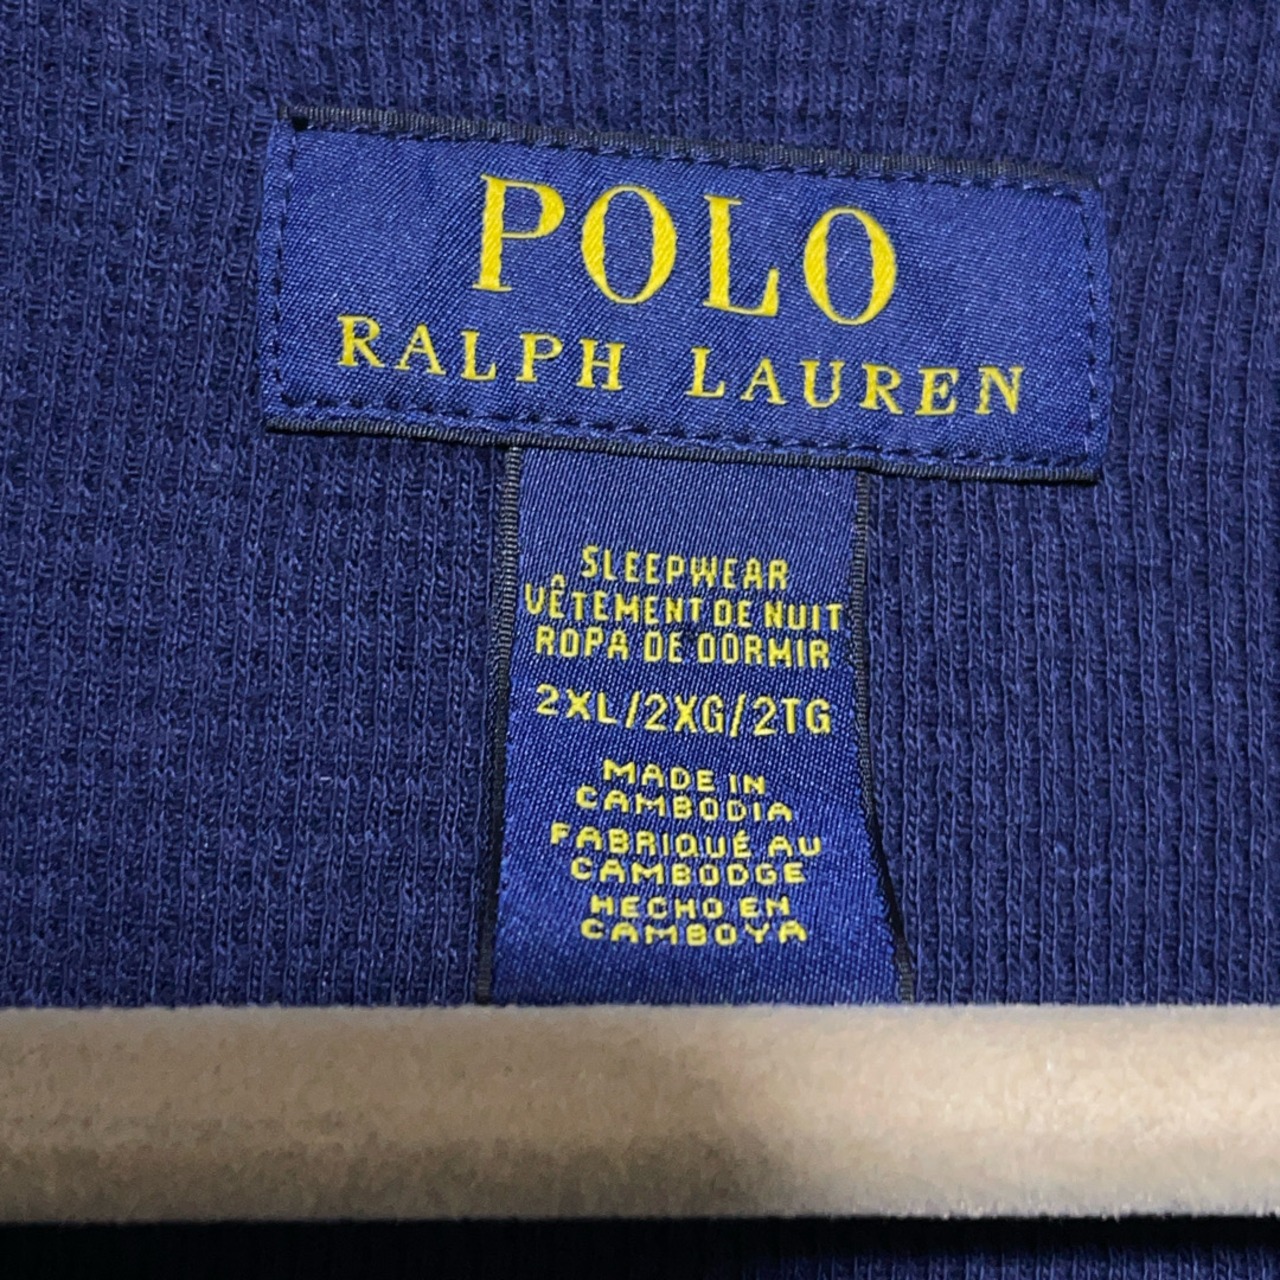 POLO
RALPH LAUREN
SLEEPWEAR
VÊTEMENT DE NUIT
ROPA DE DORMIR
2XL/2XG/2TG
MADE IN
CAMBODIA
FABRIQUÉ AU
CAMBODGE
HECHO EN
CAMBOYA